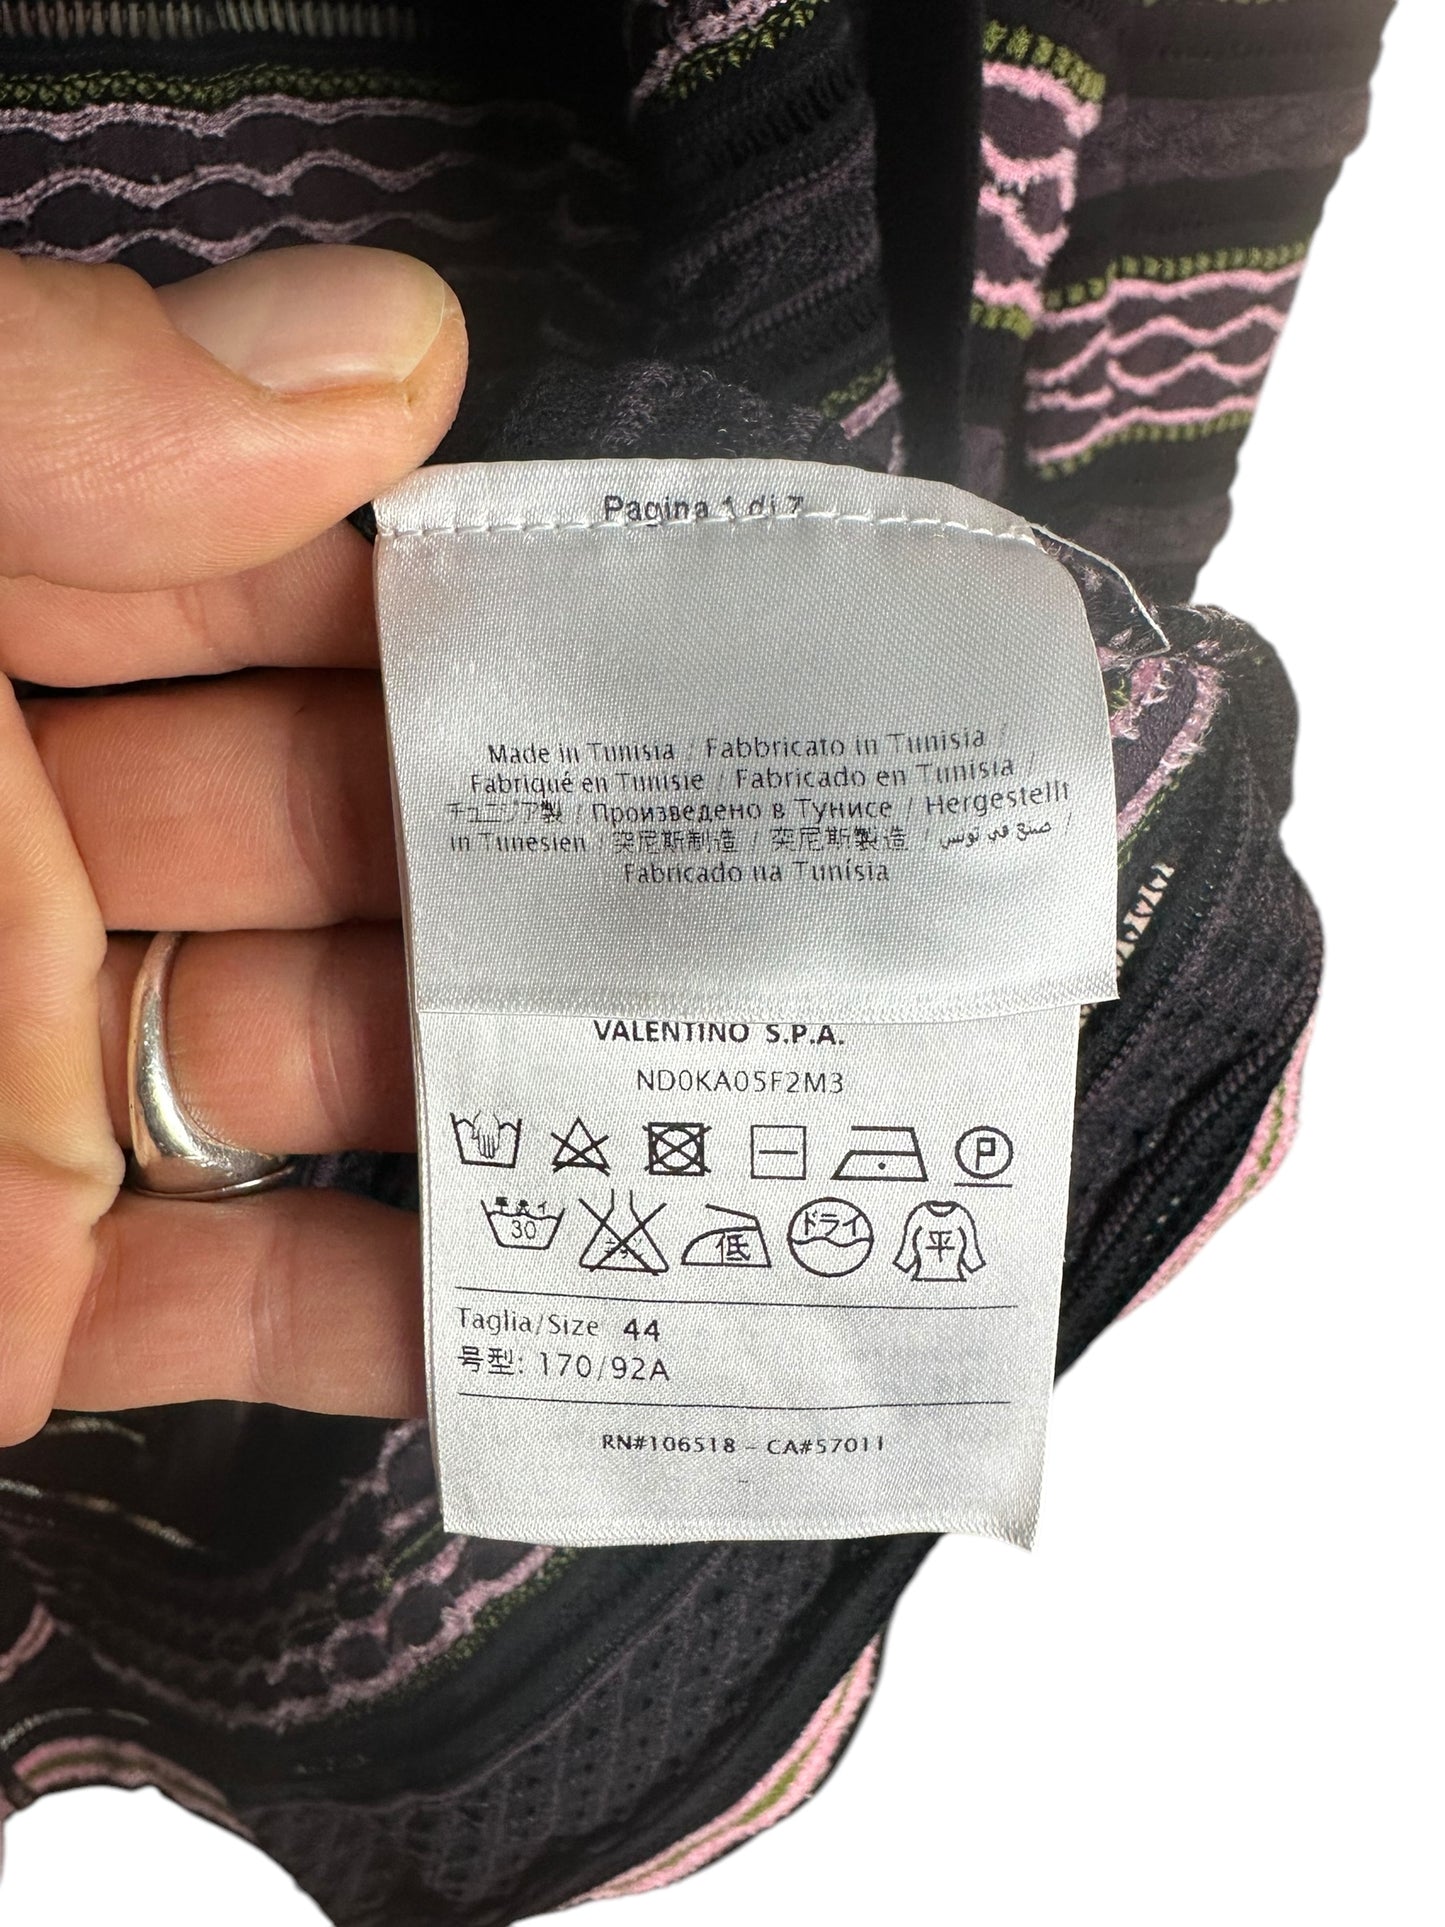 Pagina 1 di 7
Made in Tunisia / Fabbricato in Tunisia /
Fabriqué en Tunisie / Fabricado en Tunisia /
チュニジア製 / Произведено в Тунисе / Hergestellt
in Tunesien / 突尼斯制造 / 突尼斯製造 / صنع في تونس /
Fabricado na Tunísia
VALENTINO S.P.A.
ND0KA05F2M3
P
手洗イ
30 低 ドライ 平
Taglia/Size 44
号型: 170/92A
RN#106518 - CA#57011